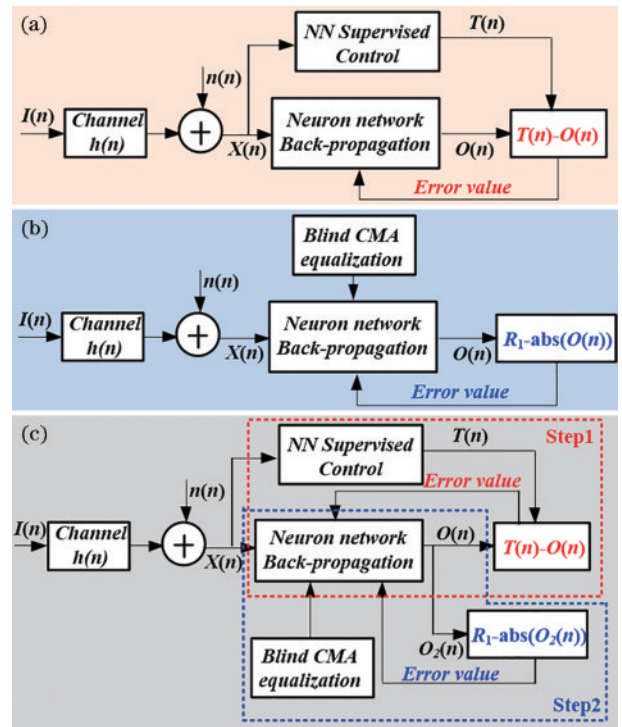 (a)
NN Supervised
Control
T(n)
n(n)
I(n)
Channel
h(n)
+
X(n)
Neuron network
Back-propagation
O(n)
T(n)-O(n)
Error value
(b)
Blind CMA
equalization
n(n)
I(n)
Channel
h(n)
+
X(n)
Neuron network
Back-propagation
O(n)
R₁-abs(O(n))
Error value
(c)
Step1
NN Supervised
Control
T(n)
Error value
n(n)
I(n)
Channel
h(n)
+
X(n)
Neuron network
Back-propagation
O(n)
T(n)-O(n)
Blind CMA
equalization
O₂(n)
R₁-abs(O₂(n))
Error value
Step2